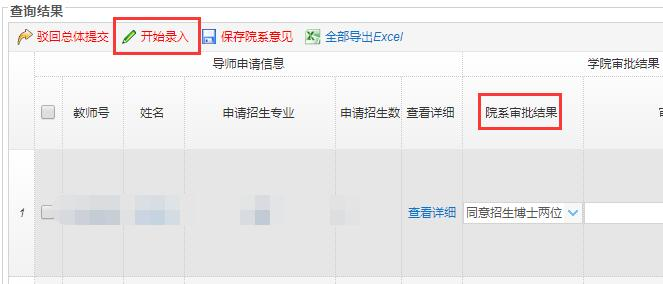 查询结果
驳回总体提交 开始录入 保存院系意见 全部导出Excel
导师申请信息 学院审批结果
教师号 姓名 申请招生专业 申请招生数 查看详细 院系审批结果
1 查看详细 同意招生博士两位